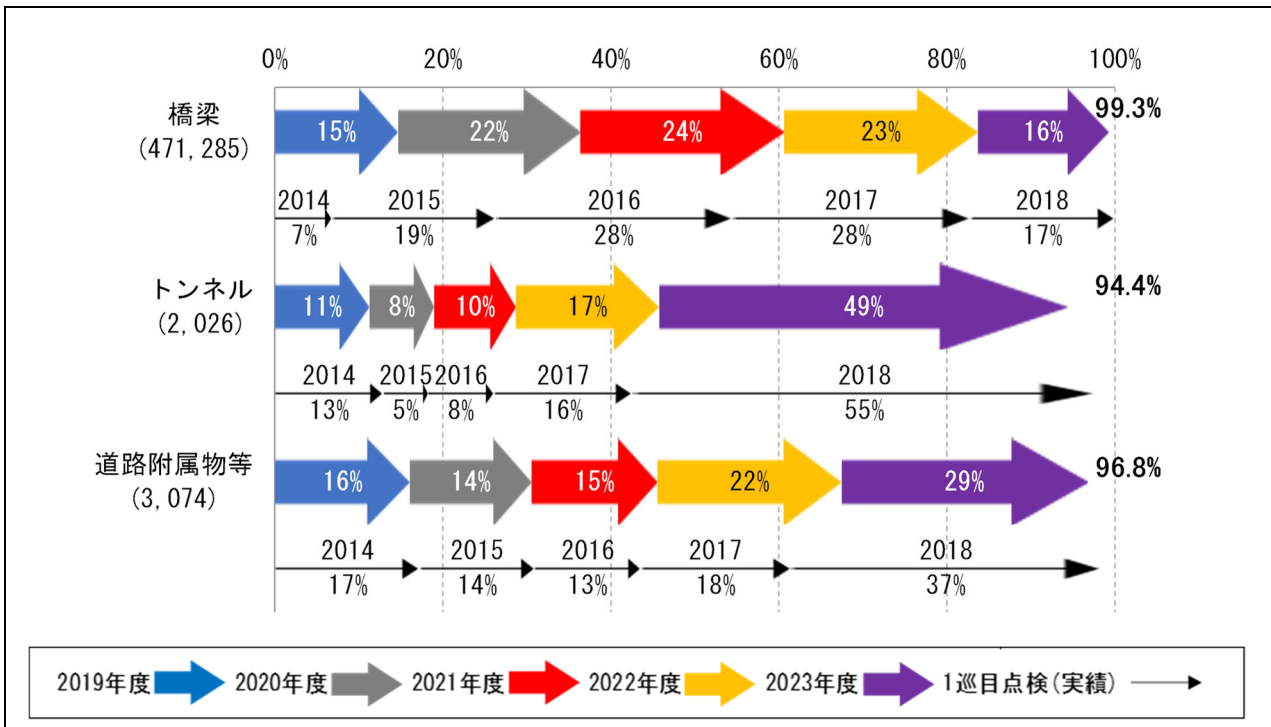 0% 20% 40% 60% 80% 100%
橋梁
(471,285)
15% 22% 24% 23% 16% 99.3%
2014 2015 2016 2017 2018
7% 19% 28% 28% 17%
トンネル
(2,026)
11% 8% 10% 17% 49% 94.4%
2014 2015 2016 2017 2018
13% 5% 8% 16% 55%
道路附属物等
(3,074)
16% 14% 15% 22% 29% 96.8%
2014 2015 2016 2017 2018
17% 14% 13% 18% 37%
2019年度 2020年度 2021年度 2022年度 2023年度 1巡目点検(実績)